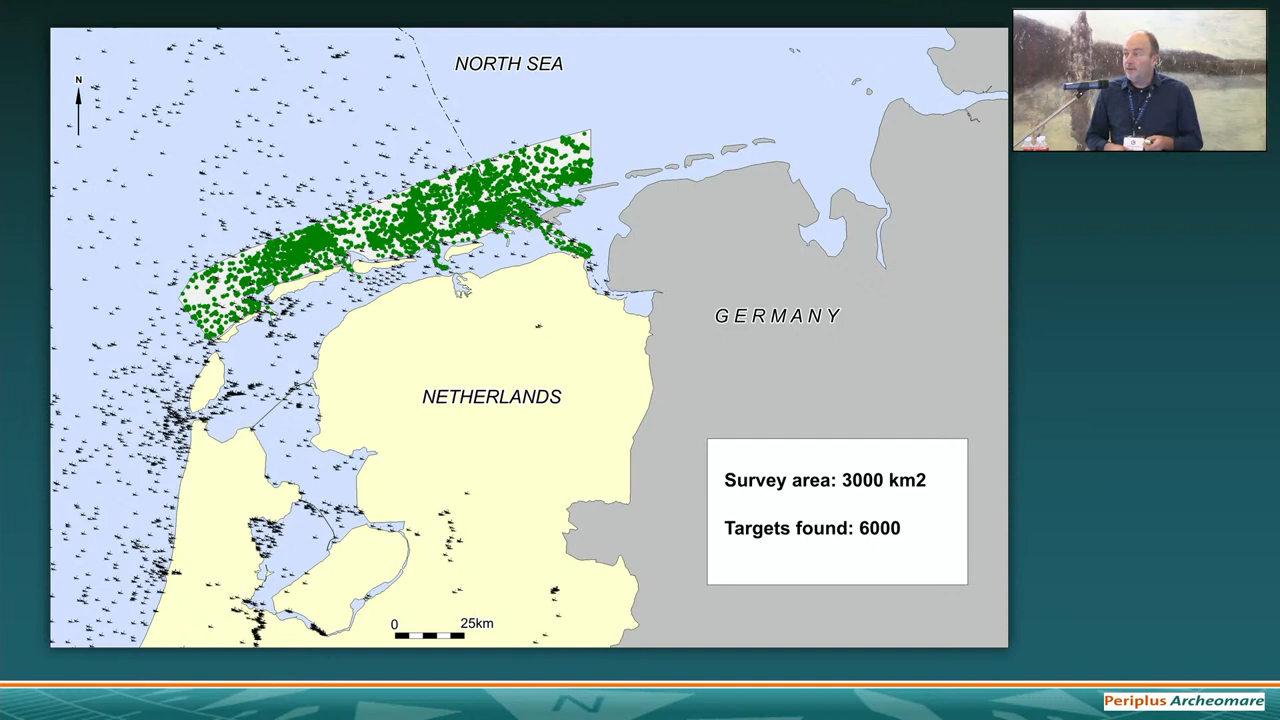 NORTH SEA
N
GERMANY
NETHERLANDS
Survey area: 3000 km2
Targets found: 6000
0 25km
Periplus Archeomare